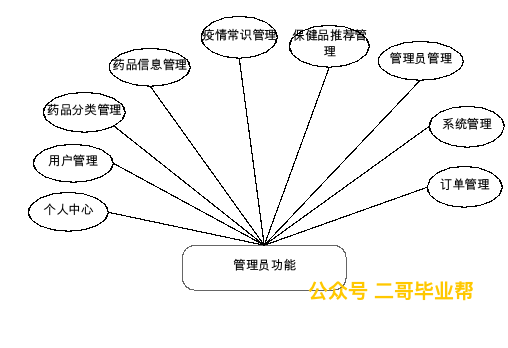 疫情常识管理
保健品推荐管
理
药品信息管理
管理员管理
药品分类管理
系统管理
用户管理
订单管理
个人中心
管理员功能
公众号 二哥毕业帮